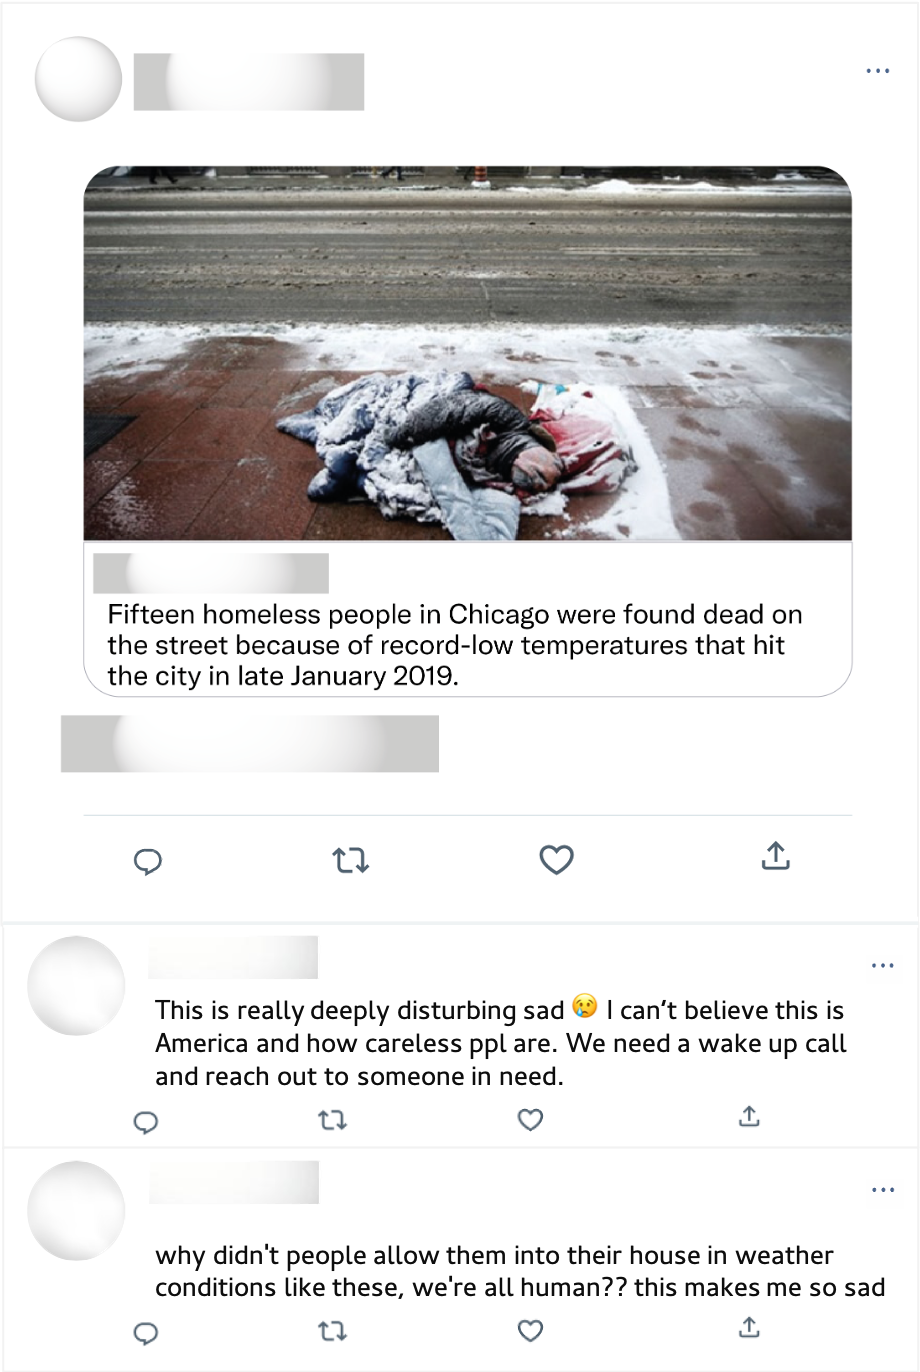 Fifteen homeless people in Chicago were found dead on
the street because of record-low temperatures that hit
the city in late January 2019.
This is really deeply disturbing sad 😢 I can’t believe this is
America and how careless ppl are. We need a wake up call
and reach out to someone in need.
why didn't people allow them into their house in weather
conditions like these, we're all human?? this makes me so sad